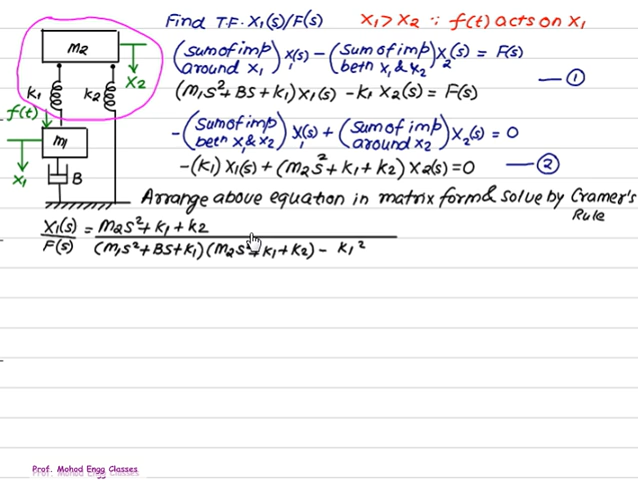 Find T.F. X1(s)/F(s) X1 > X2 ∵ f(t) acts on X1
m2
X2
K1 K2
f(t)
m1
X1
B
(Sum of imp around x1) X1(s) − (Sum of imp betn x1 & x2) X2(s) = F(s)
(M1s²+ BS + K1) X1(s) − K1 X2(s) = F(s) — ①
−(Sum of imp betn x1 & x2) X1(s) + (Sum of imp around x2) X2(s) = 0
−(K1) X1(s) + (M2s² + K1 + K2) X2(s) = 0 — ②
Arrange above equation in matrix form & solve by Cramer's
Rule
X1(s)/F(s) = M2s² + K1 + K2 / (M1s² + BS + K1)(M2s² + K1 + K2) − K1²
Prof. Mohod Engg Classes